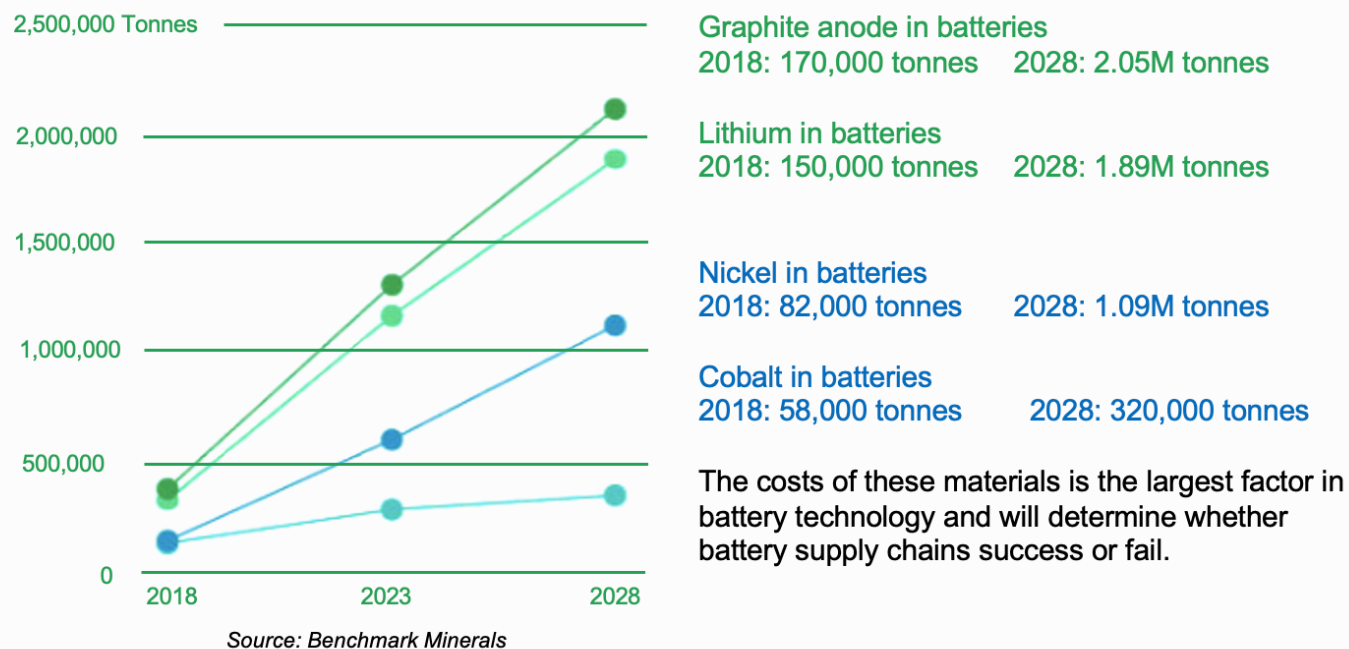 2,500,000 Tonnes
2,000,000
1,500,000
1,000,000
500,000
0
2018 2023 2028
Source: Benchmark Minerals
Graphite anode in batteries
2018: 170,000 tonnes 2028: 2.05M tonnes
Lithium in batteries
2018: 150,000 tonnes 2028: 1.89M tonnes
Nickel in batteries
2018: 82,000 tonnes 2028: 1.09M tonnes
Cobalt in batteries
2018: 58,000 tonnes 2028: 320,000 tonnes
The costs of these materials is the largest factor in
battery technology and will determine whether
battery supply chains success or fail.